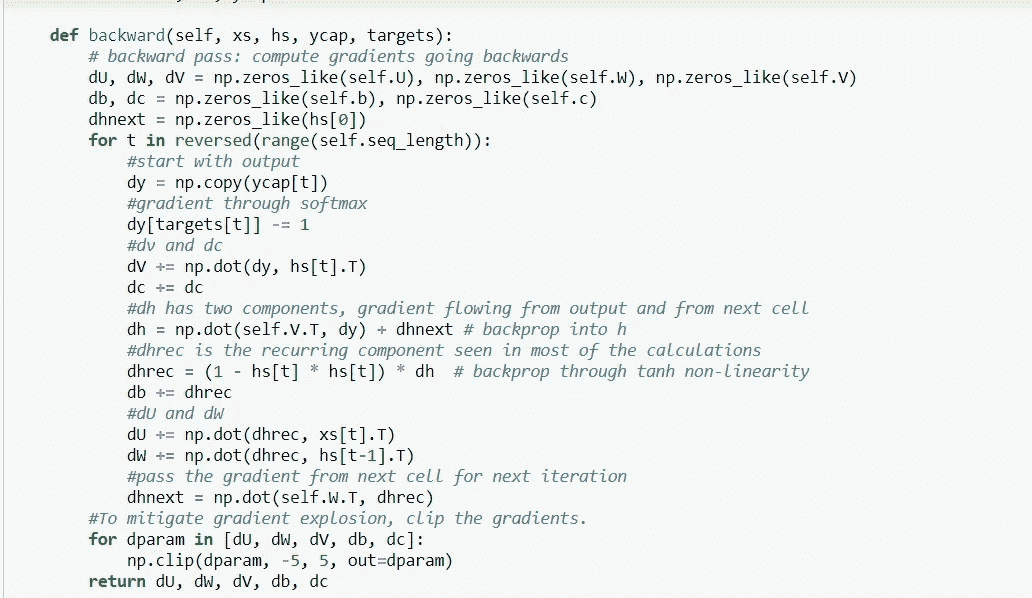 def backward(self, xs, hs, ycap, targets):
# backward pass: compute gradients going backwards
dU, dW, dV = np.zeros_like(self.U), np.zeros_like(self.W), np.zeros_like(self.V)
db, dc = np.zeros_like(self.b), np.zeros_like(self.c)
dhnext = np.zeros_like(hs[0])
for t in reversed(range(self.seq_length)):
#start with output
dy = np.copy(ycap[t])
#gradient through softmax
dy[targets[t]] -= 1
#dv and dc
dV += np.dot(dy, hs[t].T)
dc += dc
#dh has two components, gradient flowing from output and from next cell
dh = np.dot(self.V.T, dy) + dhnext # backprop into h
#dhrec is the recurring component seen in most of the calculations
dhrec = (1 - hs[t] * hs[t]) * dh # backprop through tanh non-linearity
db += dhrec
#dU and dW
dU += np.dot(dhrec, xs[t].T)
dW += np.dot(dhrec, hs[t-1].T)
#pass the gradient from next cell for next iteration
dhnext = np.dot(self.W.T, dhrec)
#To mitigate gradient explosion, clip the gradients.
for dparam in [dU, dW, dV, db, dc]:
np.clip(dparam, -5, 5, out=dparam)
return dU, dW, dV, db, dc